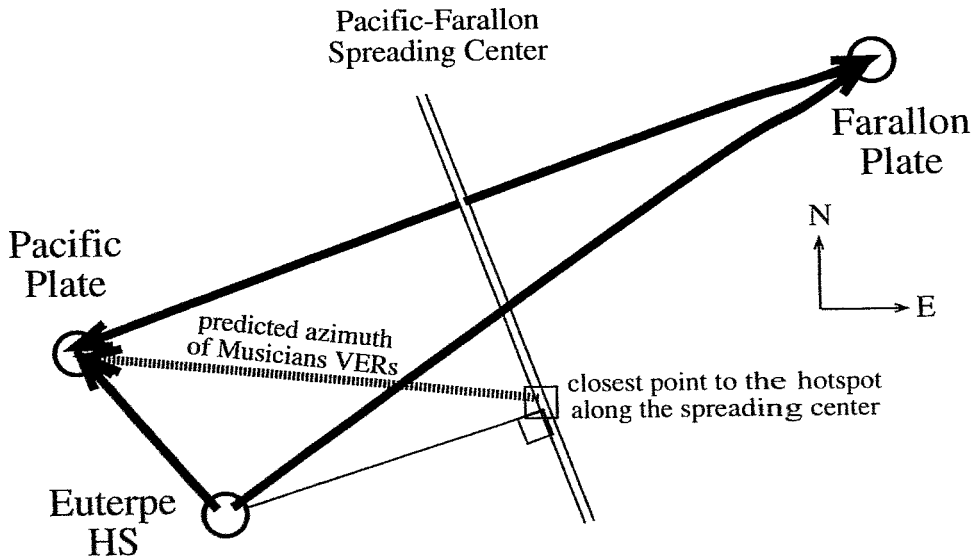 Pacific-Farallon
Spreading Center
Farallon
Plate
N
E
Pacific
Plate
predicted azimuth
of Musicians VERs
closest point to the hotspot
along the spreading center
Euterpe
HS